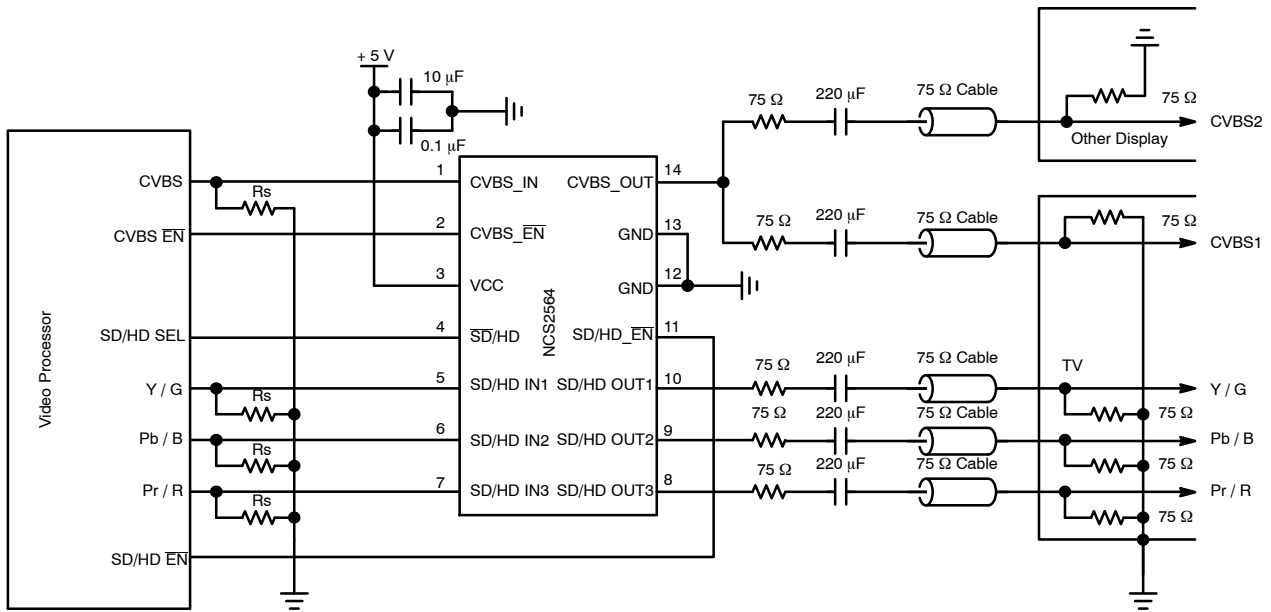 + 5 V
10 μF
0.1 μF
75 Ω
220 μF
75 Ω Cable
75 Ω
Other Display
CVBS2
Video Processor
CVBS
Rs
CVBS E̅N̅
SD/HD SEL
Y / G
Rs
Pb / B
Rs
Pr / R
Rs
SD/HD E̅N̅
1
2
3
4
5
6
7
CVBS_IN
CVBS_E̅N̅
VCC
S̅D̅/HD
SD/HD IN1
SD/HD IN2
SD/HD IN3
NCS2564
CVBS_OUT
GND
GND
SD/HD_E̅N̅
SD/HD OUT1
SD/HD OUT2
SD/HD OUT3
14
13
12
11
10
9
8
75 Ω
220 μF
75 Ω Cable
75 Ω
CVBS1
75 Ω
220 μF
75 Ω Cable
TV
Y / G
75 Ω
75 Ω
220 μF
75 Ω Cable
Pb / B
75 Ω
75 Ω
220 μF
75 Ω Cable
Pr / R
75 Ω